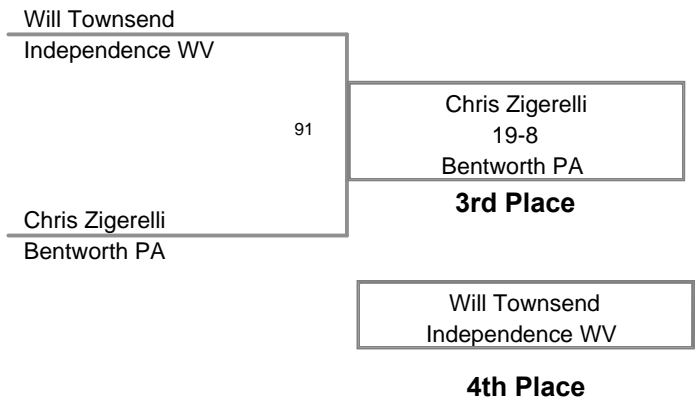 Will Townsend
Independence WV
91
Chris Zigerelli
19-8
Bentworth PA
3rd Place
Chris Zigerelli
Bentworth PA
Will Townsend
Independence WV
4th Place